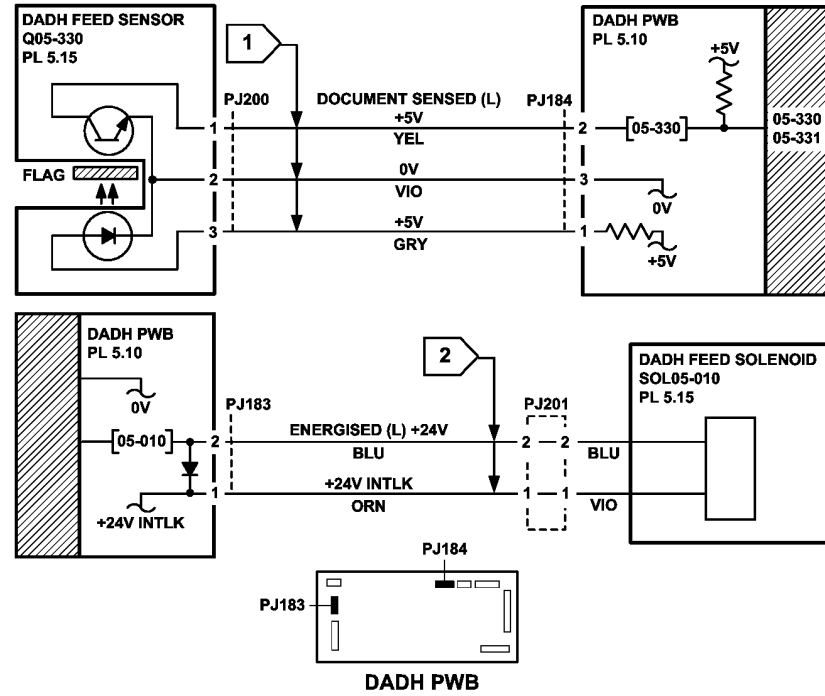 DADH FEED SENSOR
Q05-330
PL 5.15
1
DADH PWB
PL 5.10
+5V
PJ200
DOCUMENT SENSED (L)
PJ184
1
+5V
YEL
2
05-330
05-330
05-331
FLAG
2
0V
VIO
3
0V
3
+5V
GRY
1
+5V
DADH PWB
PL 5.10
0V
2
DADH FEED SOLENOID
SOL05-010
PL 5.15
PJ183
PJ201
05-010
2
ENERGISED (L) +24V
BLU
2
2
BLU
+24V INTLK
1
+24V INTLK
ORN
1
1
VIO
PJ184
PJ183
DADH PWB